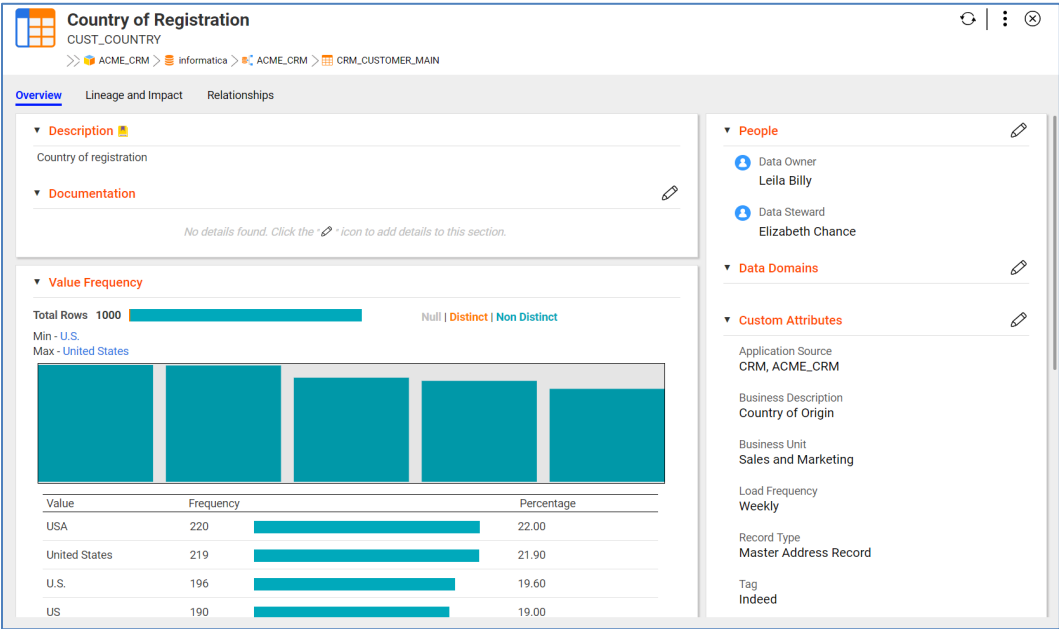 Country of Registration
CUST_COUNTRY
ACME_CRM > informatica > ACME_CRM > CRM_CUSTOMER_MAIN
Overview Lineage and Impact Relationships
Description
Country of registration
Documentation
No details found. Click the " " icon to add details to this section.
Value Frequency
Total Rows 1000 Null | Distinct | Non Distinct
Min - U.S.
Max - United States
Value Frequency Percentage
USA 220 22.00
United States 219 21.90
U.S. 196 19.60
US 190 19.00
People
Data Owner
Leila Billy
Data Steward
Elizabeth Chance
Data Domains
Custom Attributes
Application Source
CRM, ACME_CRM
Business Description
Country of Origin
Business Unit
Sales and Marketing
Load Frequency
Weekly
Record Type
Master Address Record
Tag
Indeed